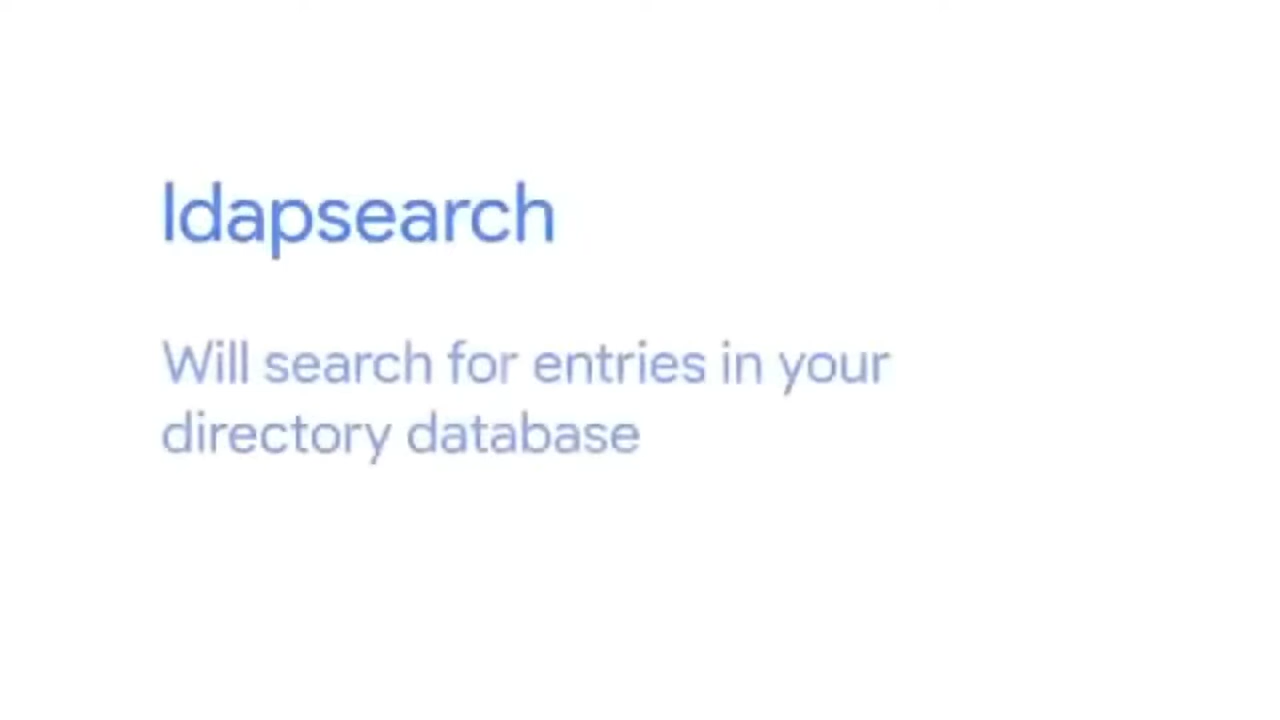 ldapsearch
Will search for entries in your
directory database